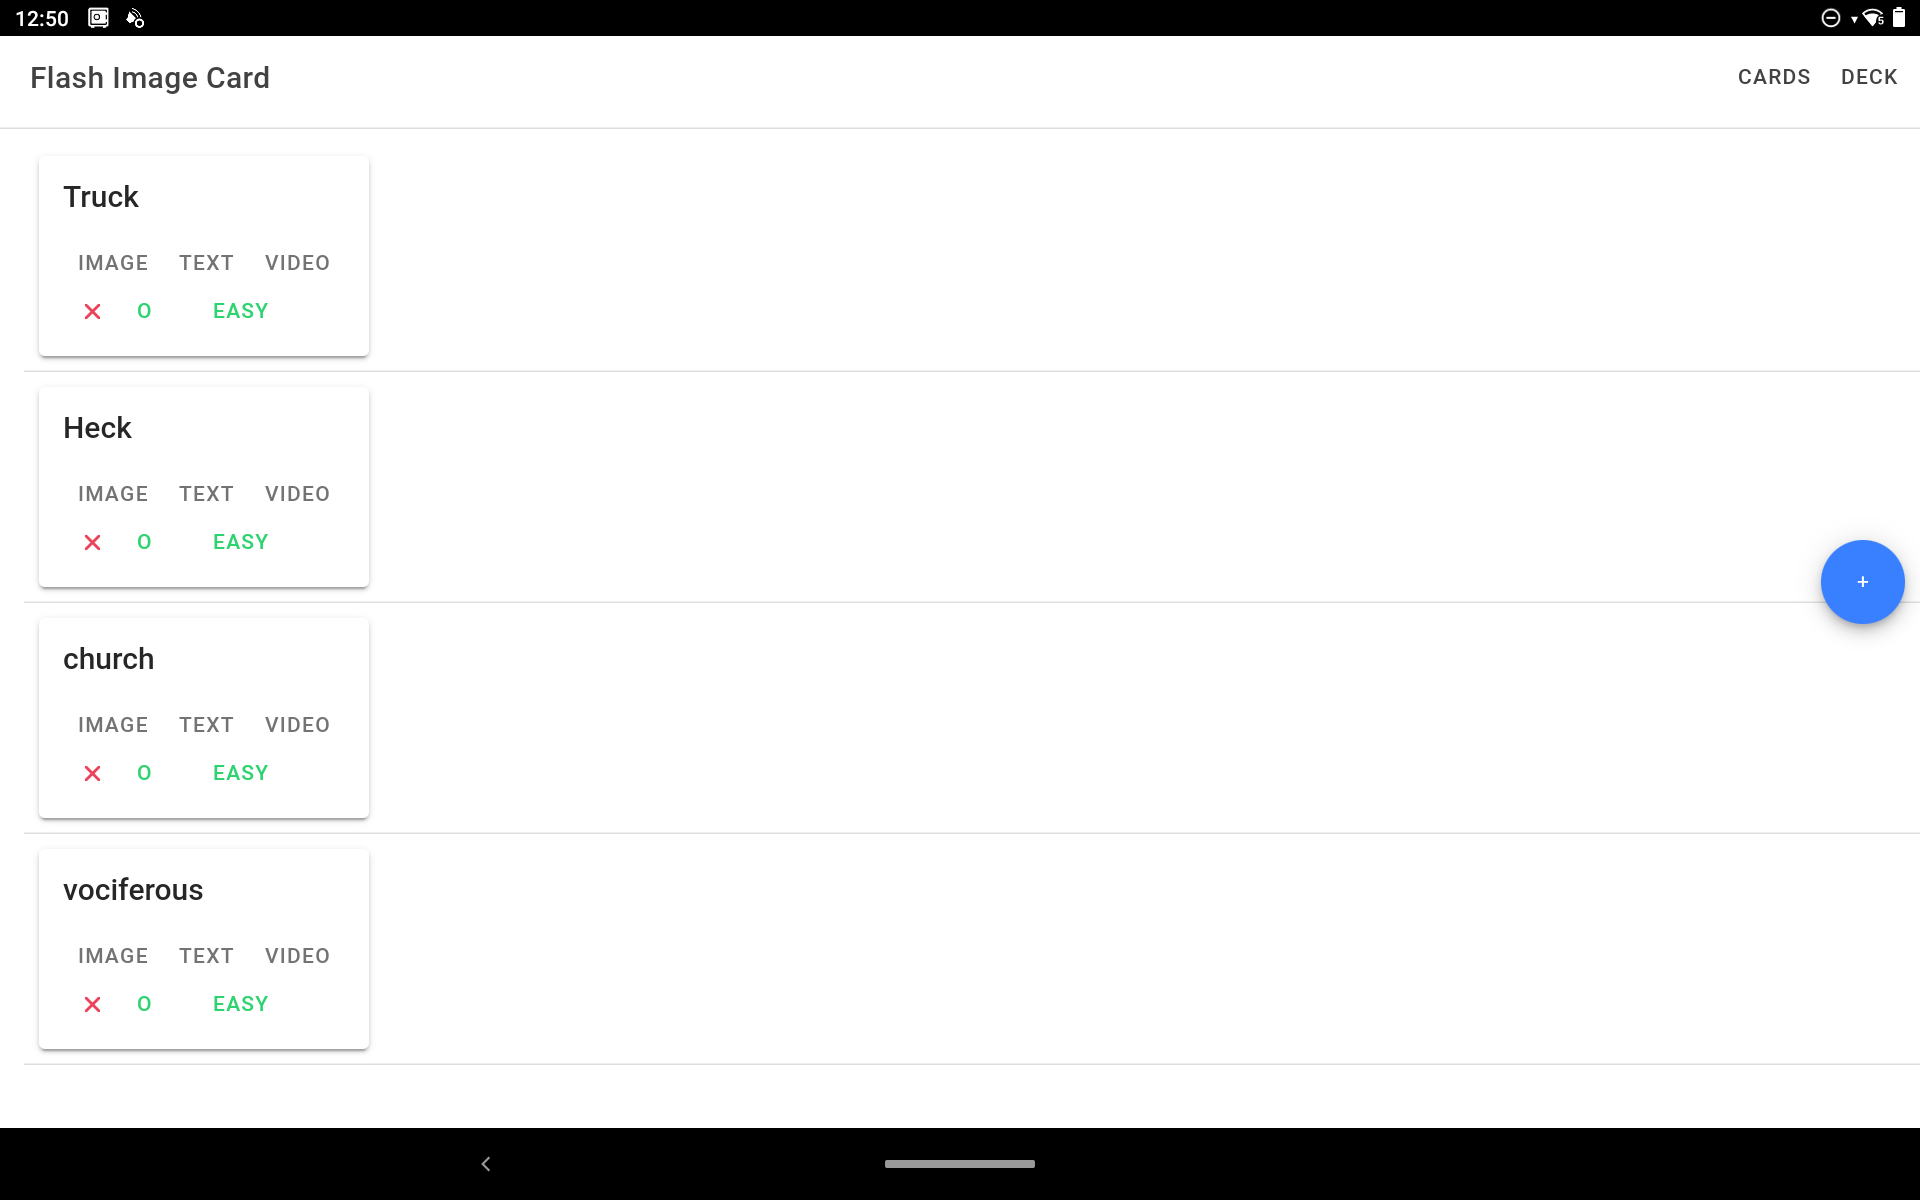 12:50
Flash Image Card
CARDS DECK
Truck
IMAGE TEXT VIDEO
O EASY
Heck
IMAGE TEXT VIDEO
O EASY
+
church
IMAGE TEXT VIDEO
O EASY
vociferous
IMAGE TEXT VIDEO
O EASY